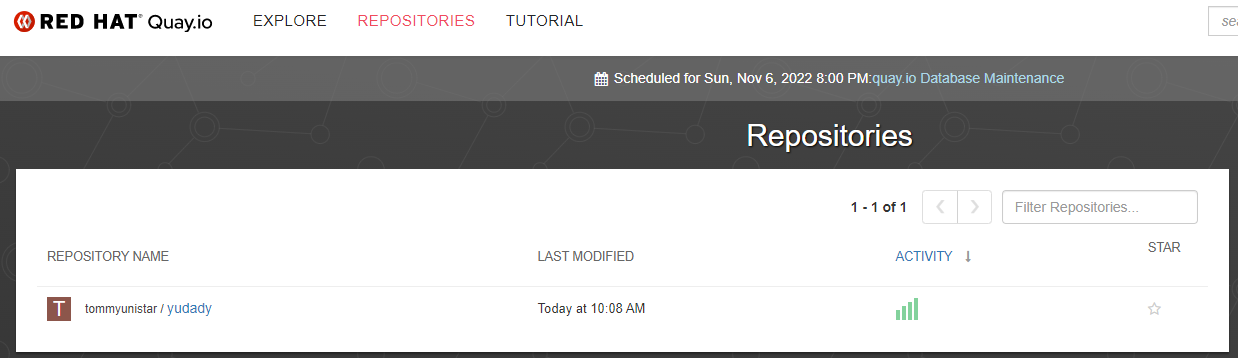 RED HAT® Quay.io EXPLORE REPOSITORIES TUTORIAL
Scheduled for Sun, Nov 6, 2022 8:00 PM:quay.io Database Maintenance
Repositories
1 - 1 of 1 Filter Repositories...
REPOSITORY NAME LAST MODIFIED ACTIVITY STAR
T tommyunistar / yudady Today at 10:08 AM